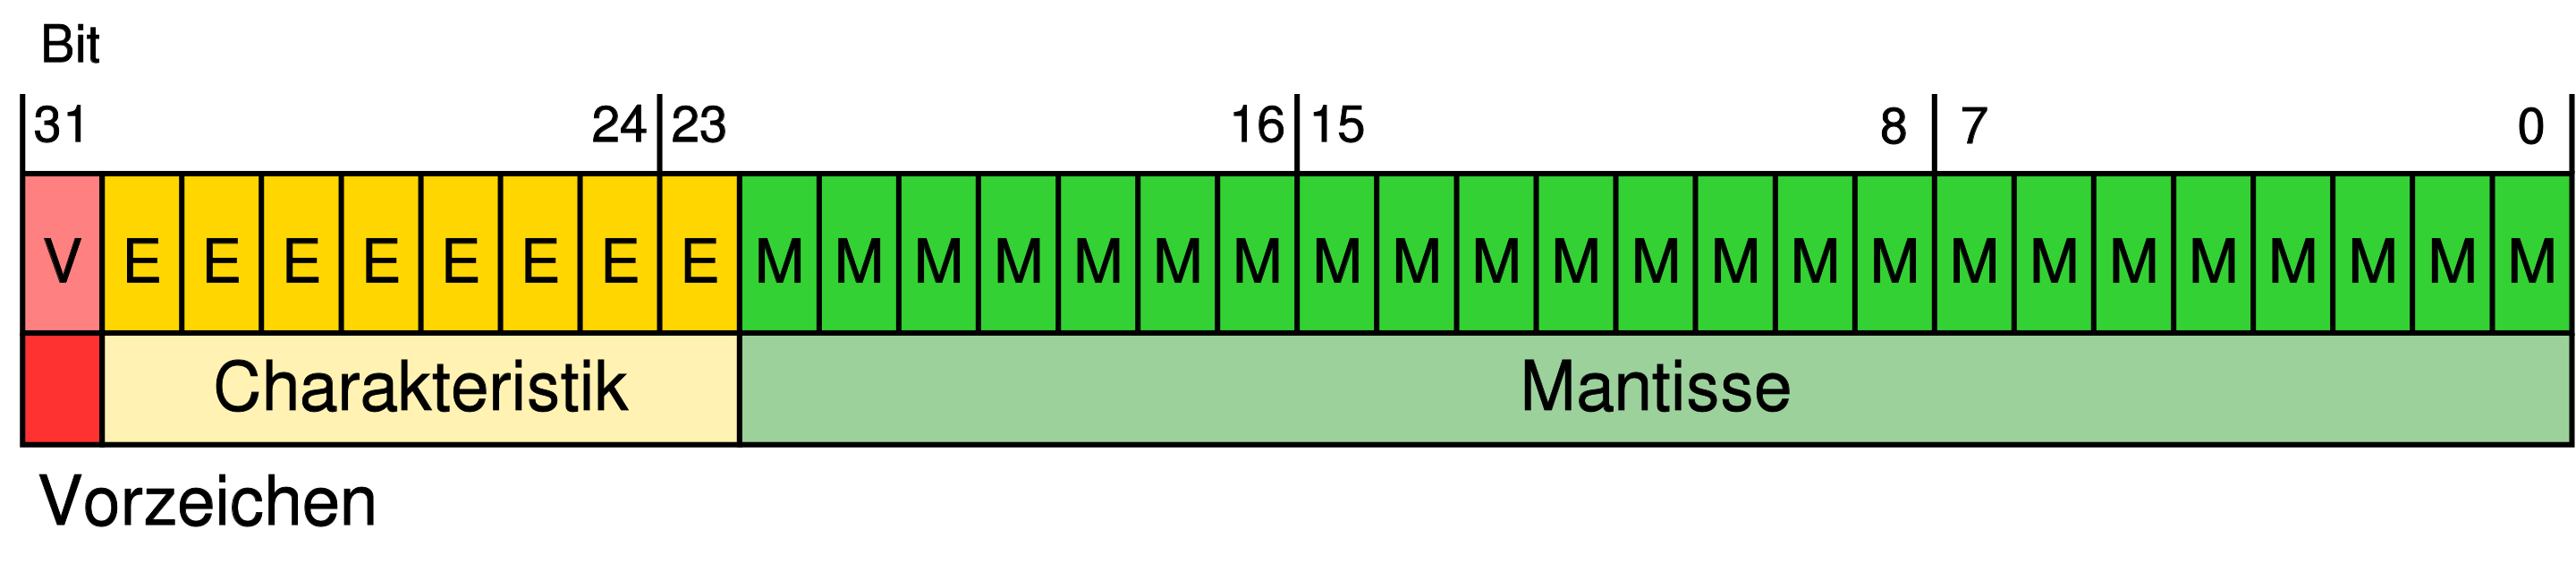 Bit
31 24 23 16 15 8 7 0
V E E E E E E E E M M M M M M M M M M M M M M M M M M M M M M M
Charakteristik Mantisse
Vorzeichen